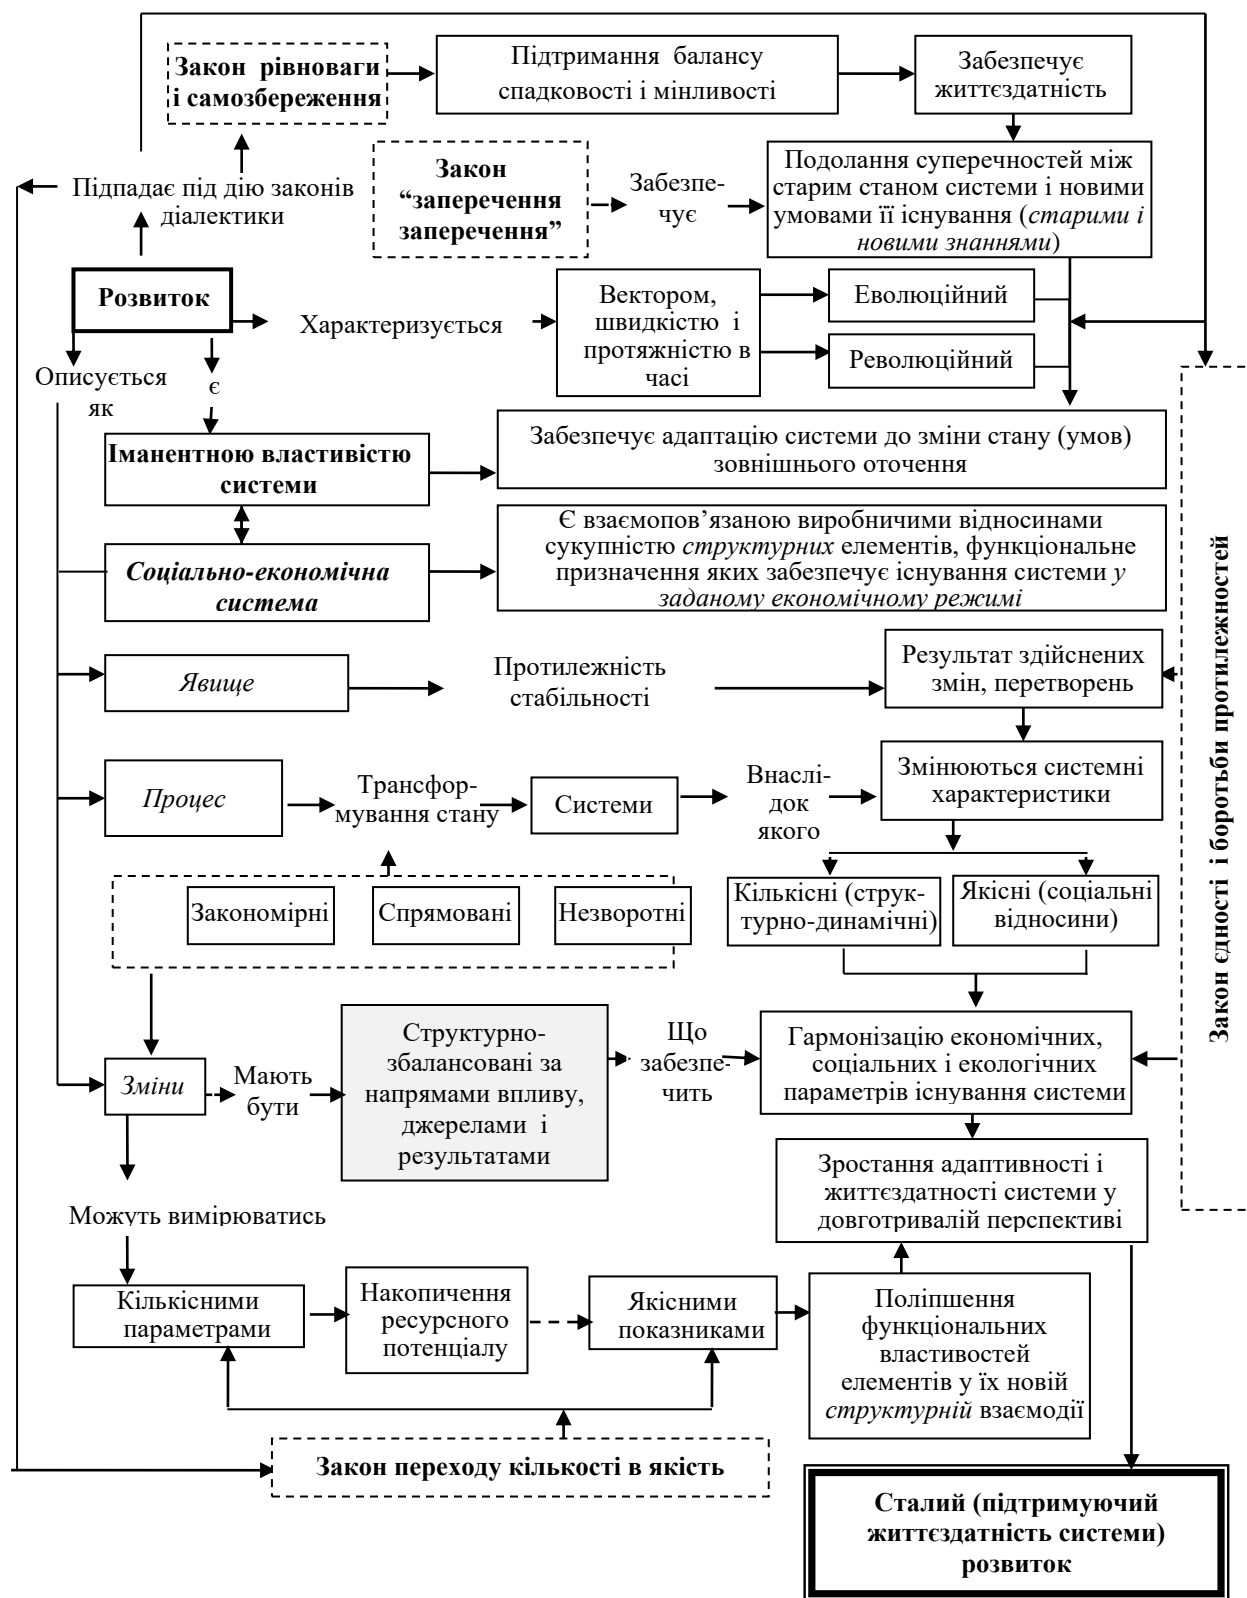 Закон рівноваги
і самозбереження
Підтримання балансу
спадковості і мінливості
Забезпечує
життєздатність
Підпадає під дію законів
діалектики
Закон
“заперечення
заперечення”
Забезпе-
чує
Подолання суперечностей між
старим станом системи і новими
умовами її існування (старими і
новими знаннями)
Розвиток
Характеризується
Вектором,
швидкістю і
протяжністю в
часі
Еволюційний
Революційний
Описується
як
є
Іманентною властивістю
системи
Забезпечує адаптацію системи до зміни стану (умов)
зовнішнього оточення
Соціально-економічна
система
Є взаємопов’язаною виробничими відносинами
сукупністю структурних елементів, функціональне
призначення яких забезпечує існування системи у
заданому економічному режимі
Явище
Протилежність
стабільності
Результат здійснених
змін, перетворень
Процес
Трансфор-
мування стану
Системи
Внаслі-
док
якого
Змінюються системні
характеристики
Закономірні
Спрямовані
Незворотні
Кількісні (струк-
турно-динамічні)
Якісні (соціальні
відносини)
Закон єдності і боротьби протилежностей
Зміни
Мають
бути
Структурно-
збалансовані за
напрямами впливу,
джерелами і
результатами
Що
забезпе-
чить
Гармонізацію економічних,
соціальних і екологічних
параметрів існування системи
Зростання адаптивності і
життєздатності системи у
довготривалій перспективі
Можуть вимірюватись
Кількісними
параметрами
Накопичення
ресурсного
потенціалу
Якісними
показниками
Поліпшення
функціональних
властивостей
елементів у їх новій
структурній взаємодії
Закон переходу кількості в якість
Сталий (підтримуючий
життєздатність системи)
розвиток